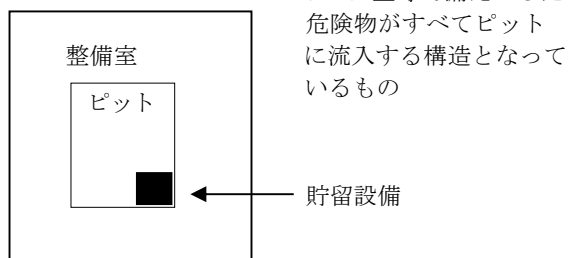 危険物がすべてピット
に流入する構造となって
いるもの
整備室
ピット
貯留設備